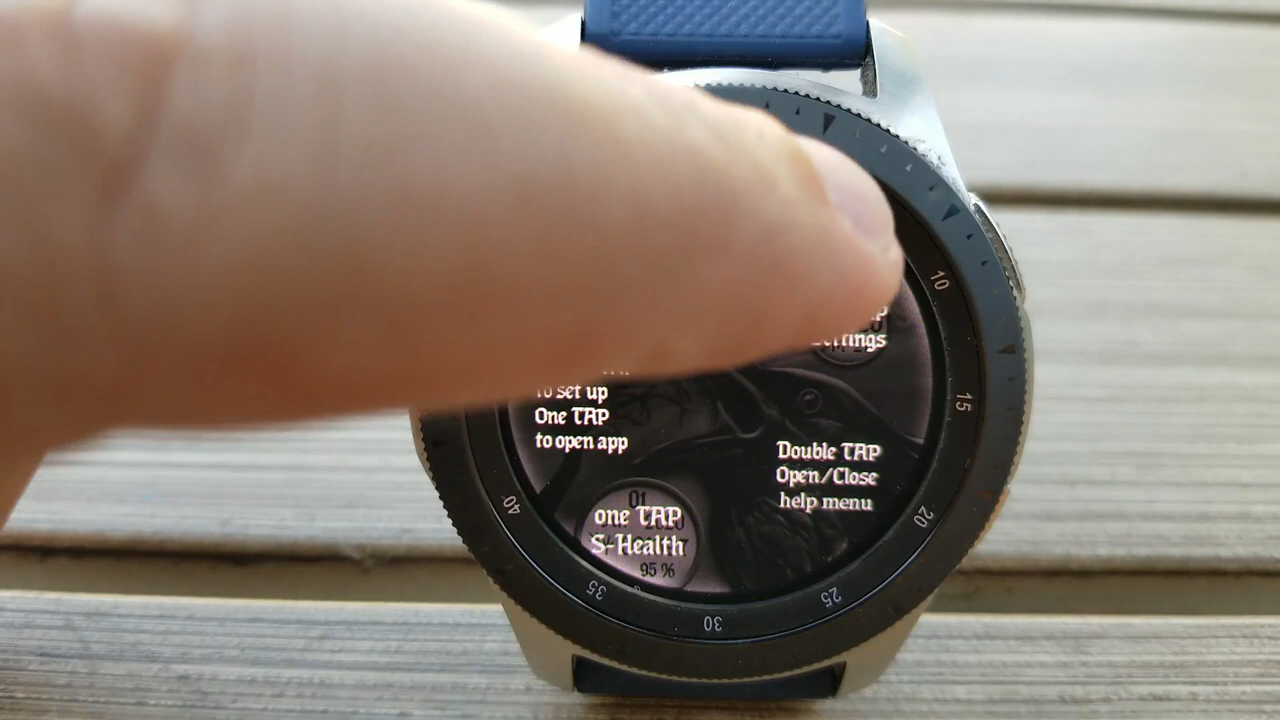 10
15
20
25
30
35
40
Settings
to set up
One TAP
to open app
Double TAP
Open/Close
help menu
01
one TAP
S-Health
95 %